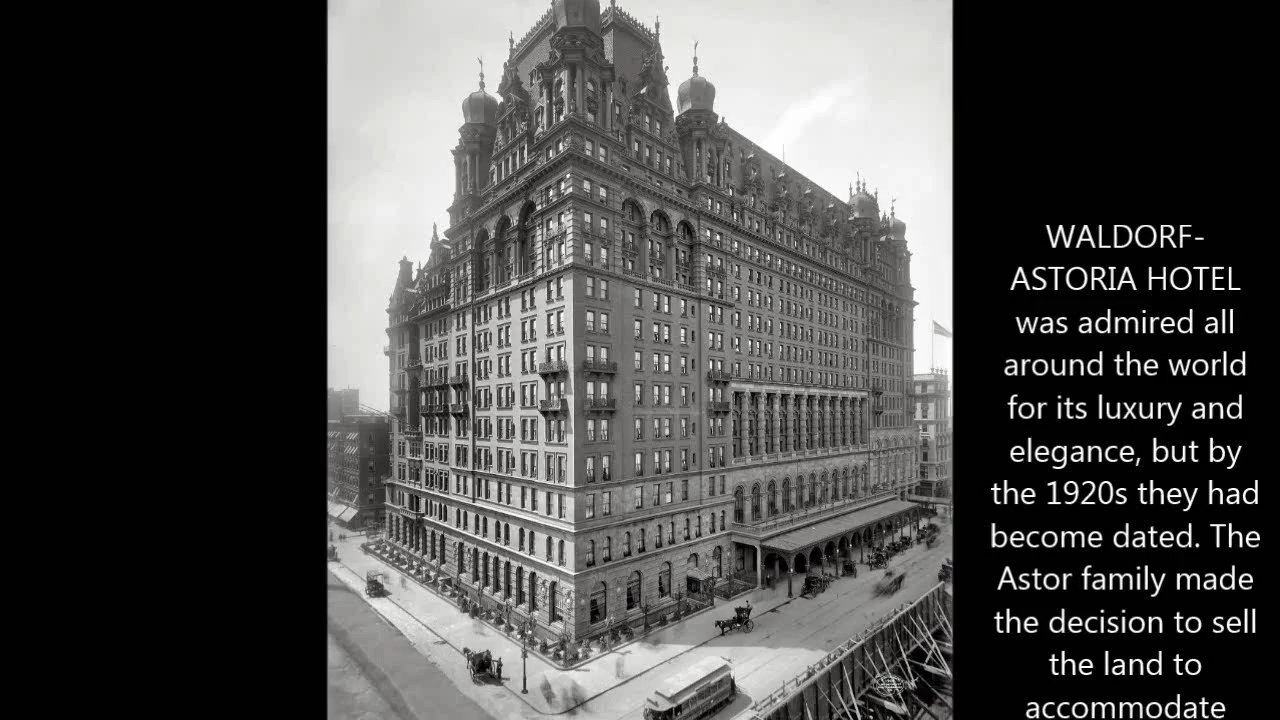 WALDORF-
ASTORIA HOTEL
was admired all
around the world
for its luxury and
elegance, but by
the 1920s they had
become dated. The
Astor family made
the decision to sell
the land to
accommodate